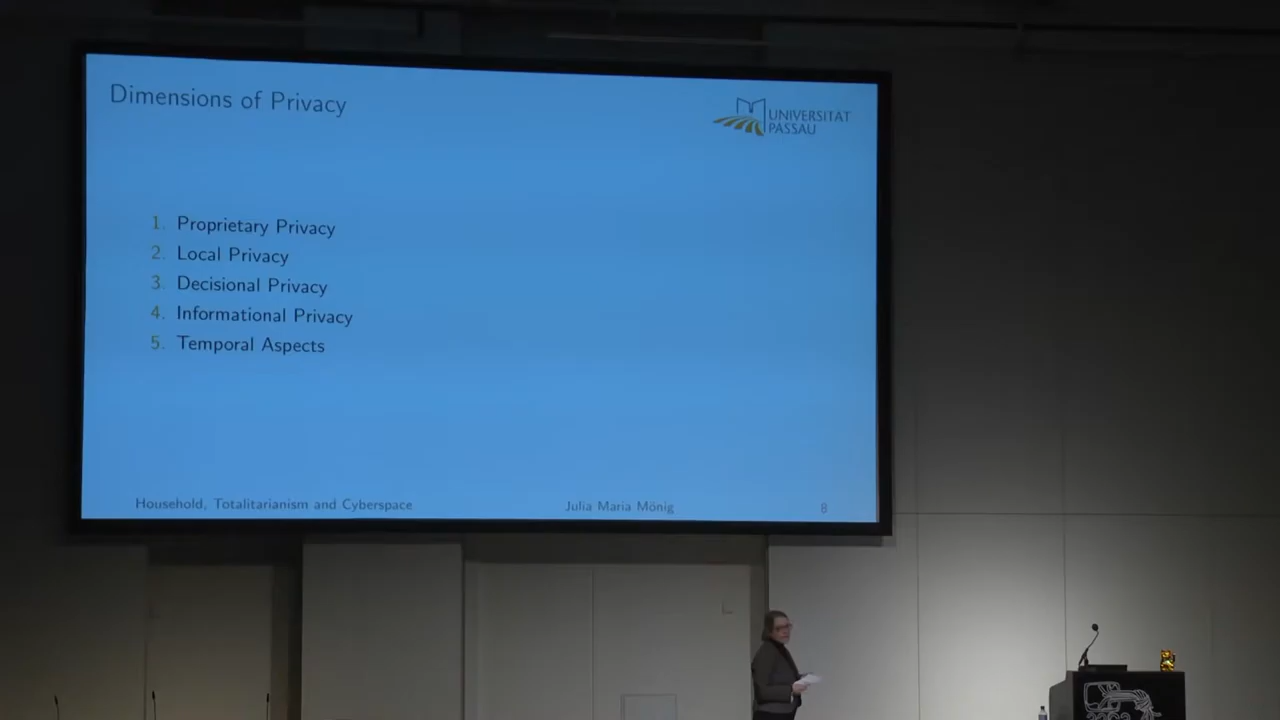 Dimensions of Privacy
UNIVERSITÄT
PASSAU
1. Proprietary Privacy
2. Local Privacy
3. Decisional Privacy
4. Informational Privacy
5. Temporal Aspects
Household, Totalitarianism and Cyberspace
Julia Maria Mönig
8